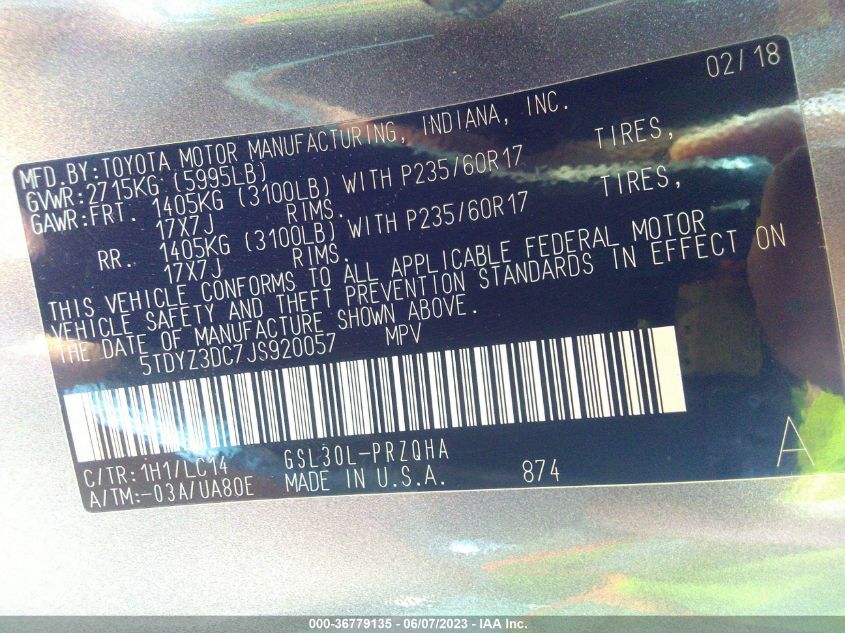 02/18
MFD.BY:TOYOTA MOTOR MANUFACTURING, INDIANA, INC.
GVWR:2715KG (5995LB)
GAWR:FRT. 1405KG (3100LB) WITH P235/60R17 TIRES,
17X7J RIMS.
RR. 1405KG (3100LB) WITH P235/60R17 TIRES,
17X7J RIMS.
THIS VEHICLE CONFORMS TO ALL APPLICABLE FEDERAL MOTOR
VEHICLE SAFETY AND THEFT PREVENTION STANDARDS IN EFFECT ON
THE DATE OF MANUFACTURE SHOWN ABOVE.
5TDYZ3DC7JS920057 MPV
C/TR:1H1/LC14 GSL30L-PRZQHA
A/TM:-03A/UA80E MADE IN U.S.A. 874 A
000-36779135 - 06/07/2023 - IAA Inc.